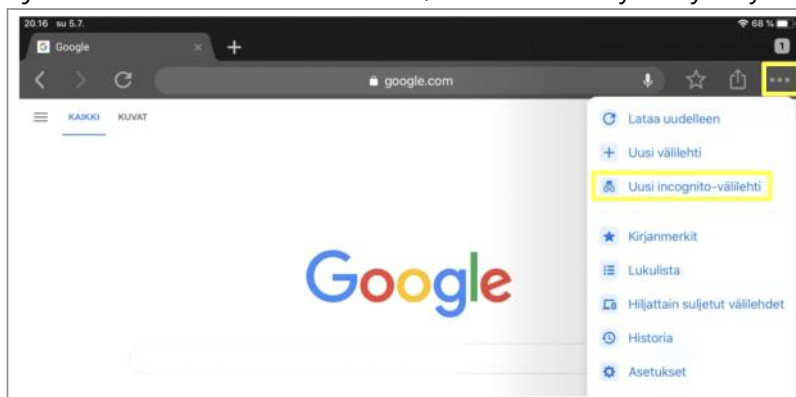 20.16 su 5.7.
68 %
G Google
1
google.com
KAIKKI KUVAT
Lataa uudelleen
Uusi välilehti
Uusi incognito-välilehti
Kirjanmerkit
Lukulista
Hiljattain suljetut välilehdet
Historia
Asetukset
Google